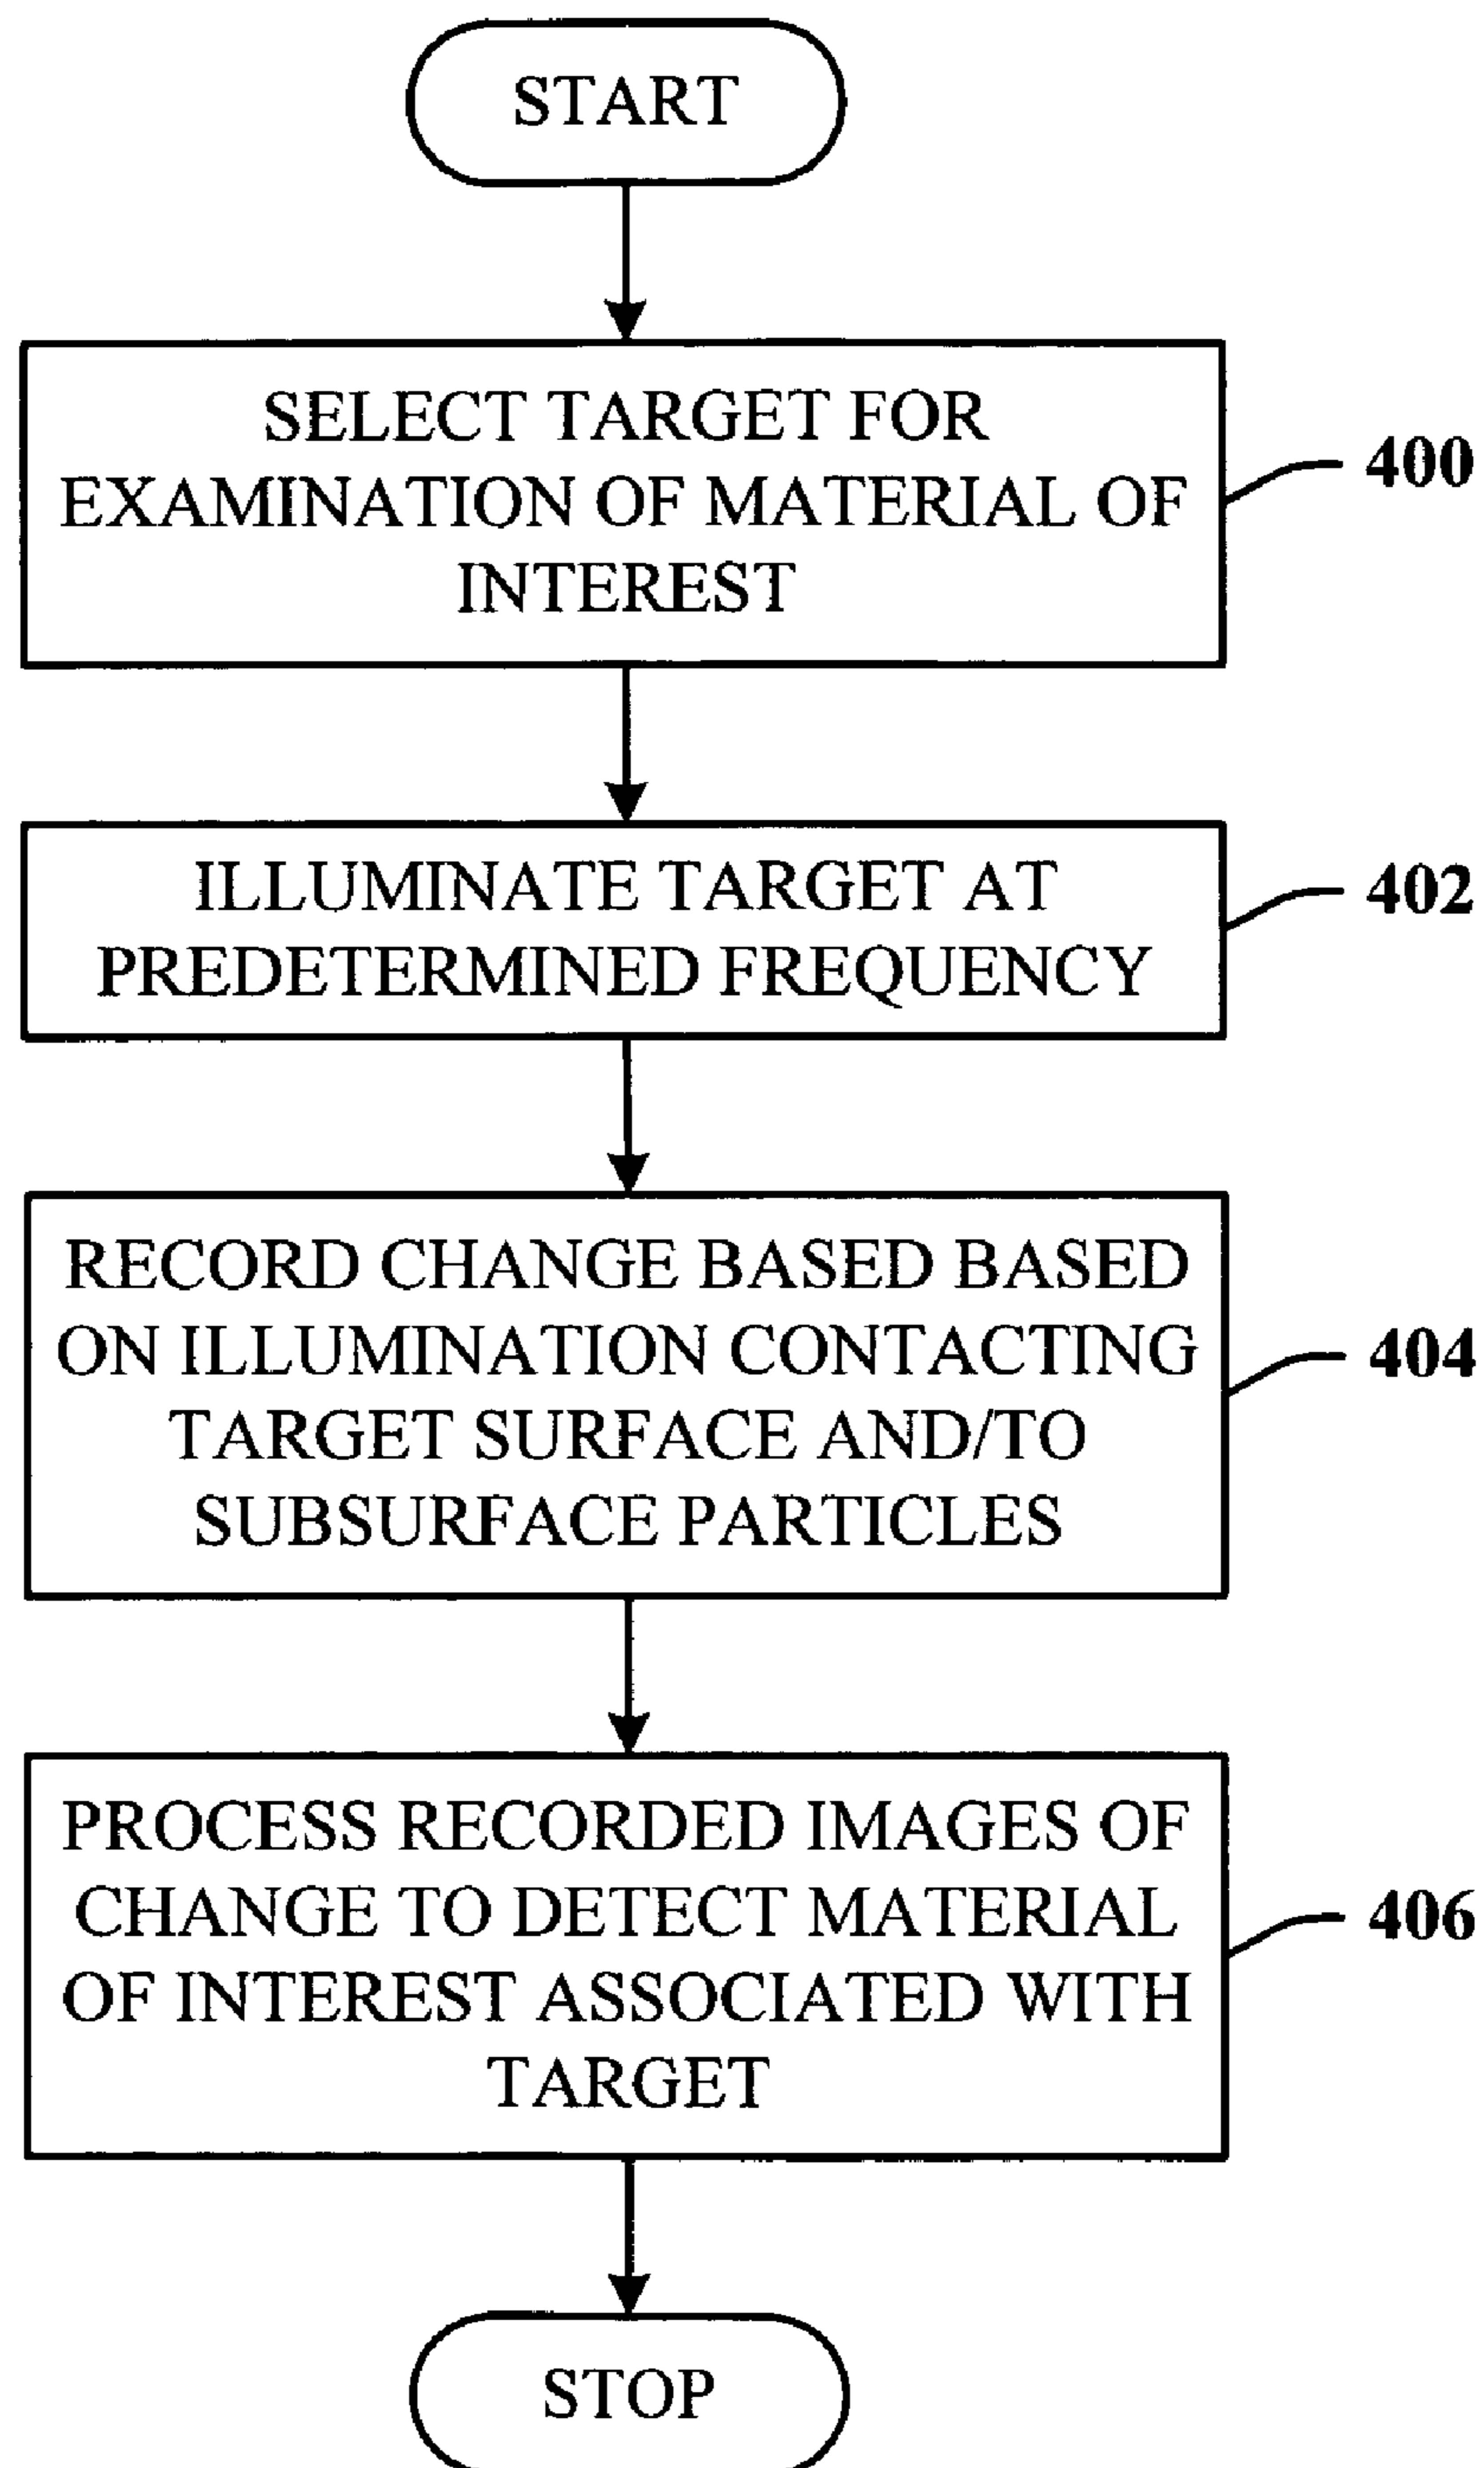 START
SELECT TARGET FOR
EXAMINATION OF MATERIAL OF
INTEREST
400
ILLUMINATE TARGET AT
PREDETERMINED FREQUENCY
402
RECORD CHANGE BASED BASED
ON ILLUMINATION CONTACTING
TARGET SURFACE AND/TO
SUBSURFACE PARTICLES
404
PROCESS RECORDED IMAGES OF
CHANGE TO DETECT MATERIAL
OF INTEREST ASSOCIATED WITH
TARGET
406
STOP